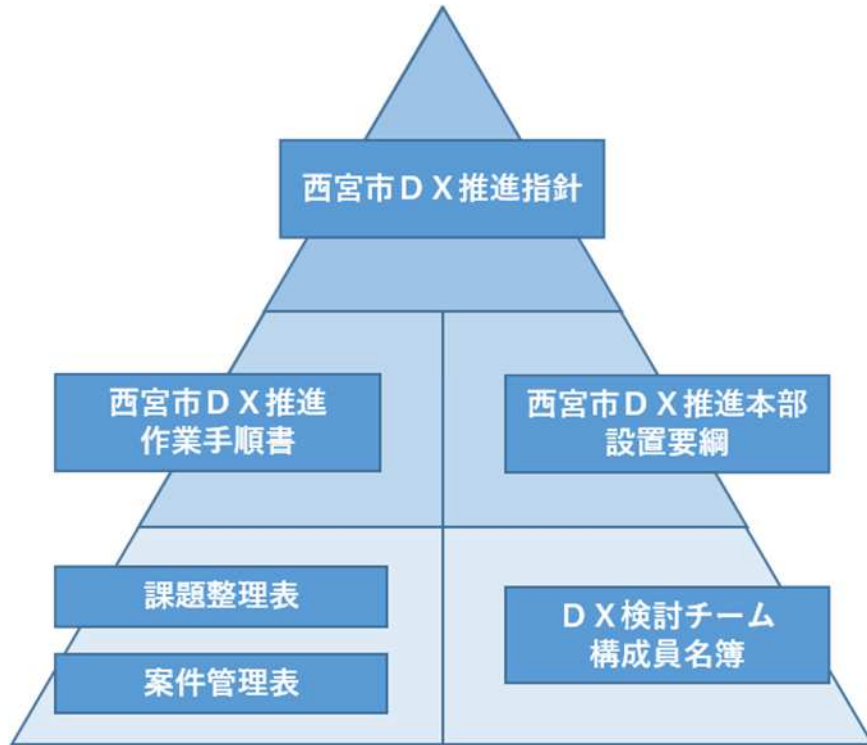 西宮市ＤＸ推進指針
西宮市ＤＸ推進
作業手順書
西宮市ＤＸ推進本部
設置要綱
課題整理表
案件管理表
ＤＸ検討チーム
構成員名簿